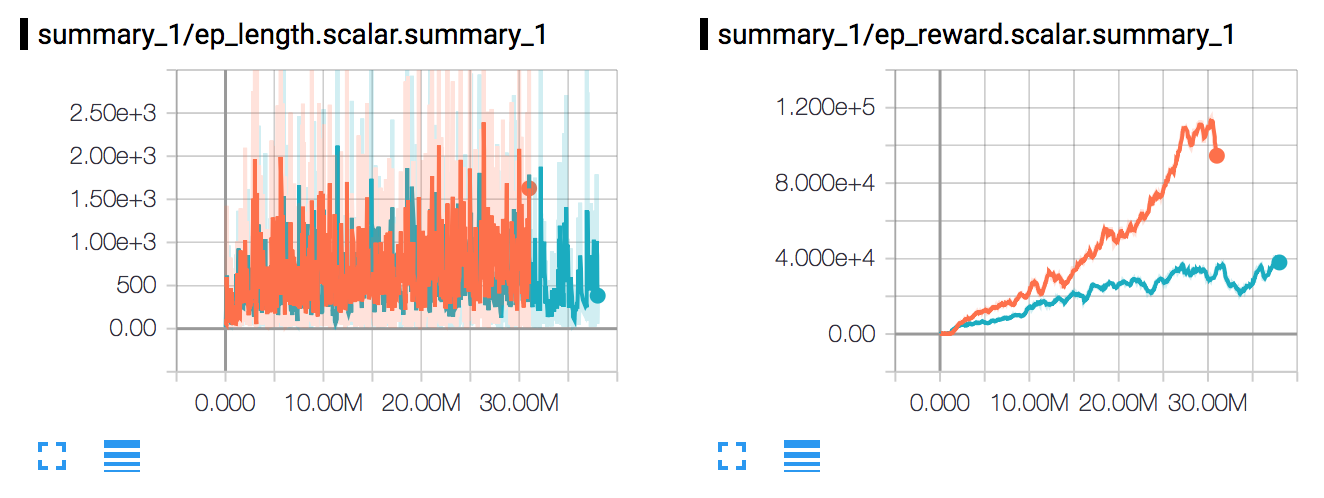 summary_1/ep_length.scalar.summary_1
2.50e+3
2.00e+3
1.50e+3
1.00e+3
500
0.00
0.000 10.00M 20.00M 30.00M
summary_1/ep_reward.scalar.summary_1
1.200e+5
8.000e+4
4.000e+4
0.00
0.000 10.00M 20.00M 30.00M